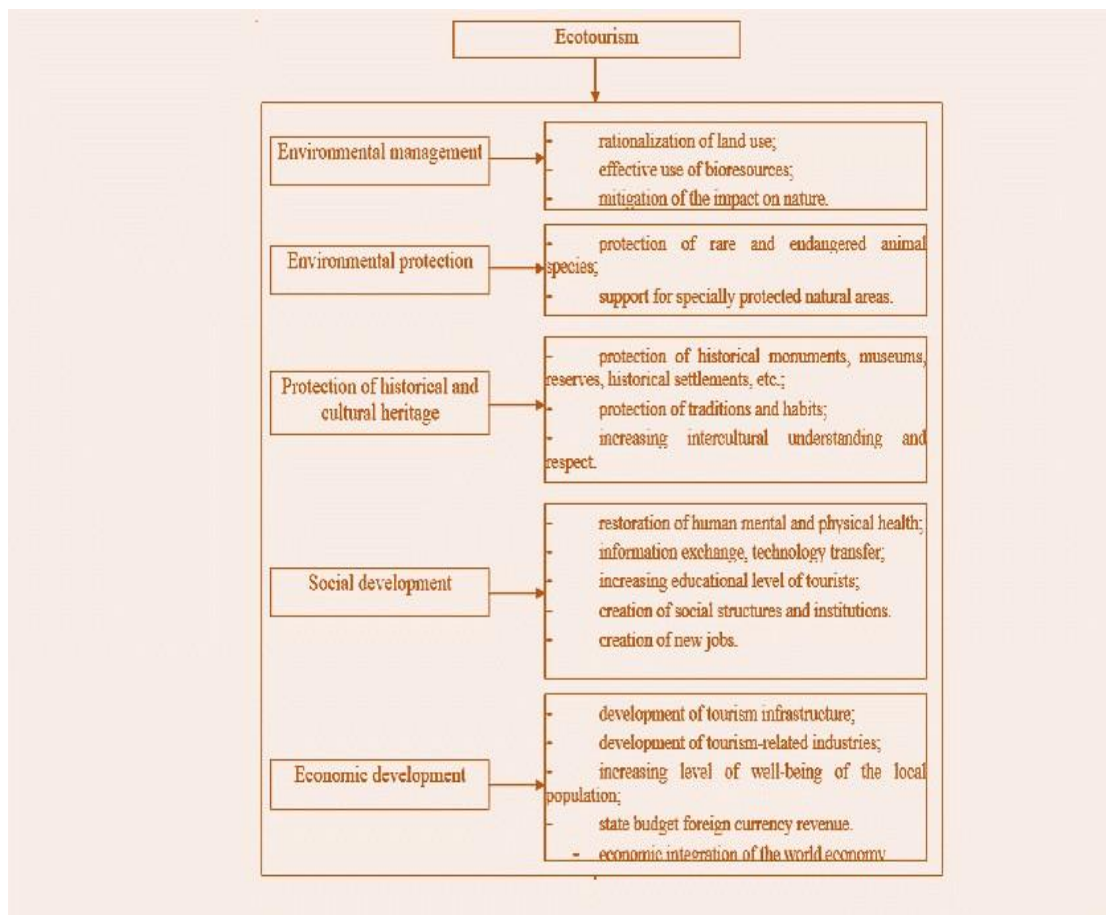 Ecotourism
Environmental management
- rationalization of land use;
- effective use of bioresources;
- mitigation of the impact on nature.
Environmental protection
- protection of rare and endangered animal
species;
- support for specially protected natural areas.
Protection of historical and
cultural heritage
- protection of historical monuments, museums,
reserves, historical settlements, etc.;
- protection of traditions and habits;
- increasing intercultural understanding and
respect.
Social development
- restoration of human mental and physical health;
- information exchange, technology transfer;
- increasing educational level of tourists;
- creation of social structures and institutions.
- creation of new jobs.
Economic development
- development of tourism infrastructure;
- development of tourism-related industries;
- increasing level of well-being of the local
population;
- state budget foreign currency revenue.
- economic integration of the world economy